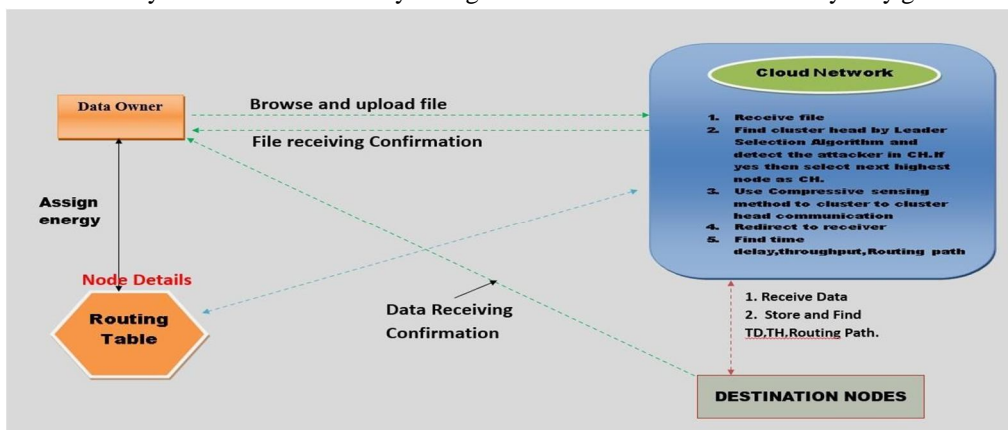 Data Owner
Browse and upload file
File receiving Confirmation
Assign
energy
Node Details
Routing
Table
Data Receiving
Confirmation
Cloud Network
1. Receive file
2. Find cluster head by Leader
Selection Algorithm and
detect the attacker in CH.If
yes then select next highest
node as CH.
3. Use Compressive sensing
method to cluster to cluster
head communication
4. Redirect to receiver
5. Find time
delay,throughput,Routing path
1. Receive Data
2. Store and Find
TD,TH,Routing Path.
DESTINATION NODES